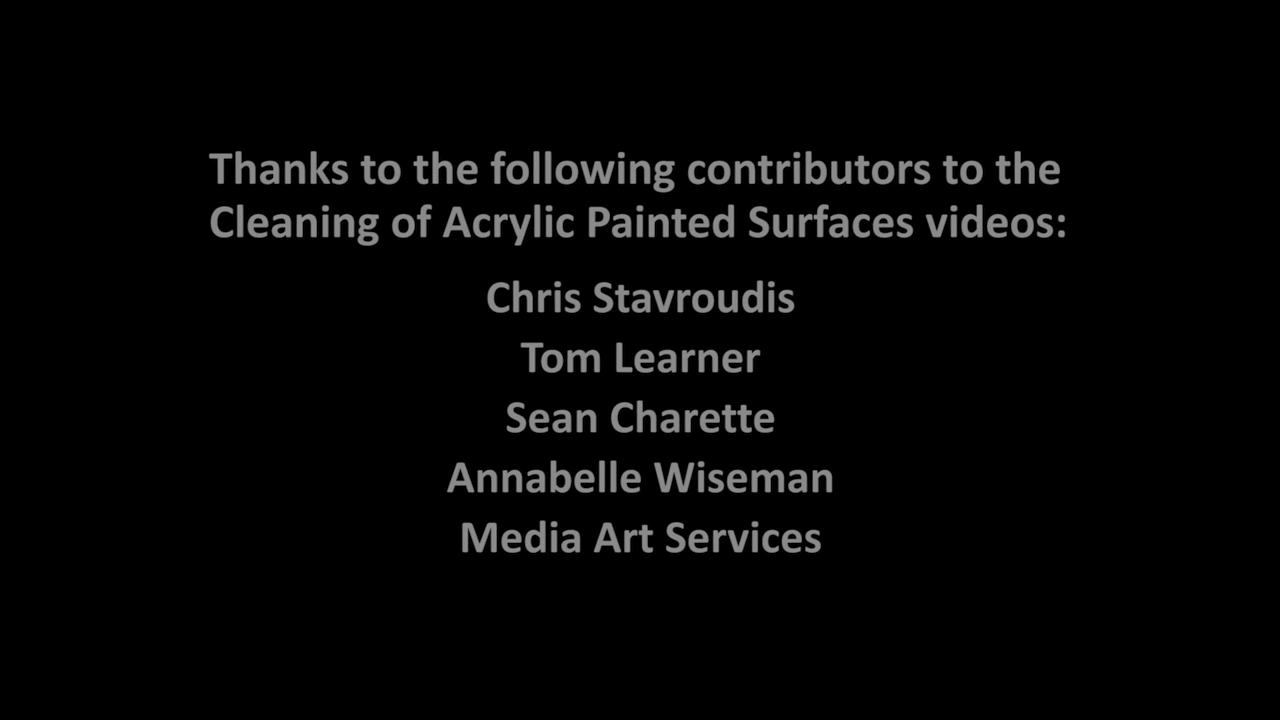 Thanks to the following contributors to the
Cleaning of Acrylic Painted Surfaces videos:
Chris Stavroudis
Tom Learner
Sean Charette
Annabelle Wiseman
Media Art Services